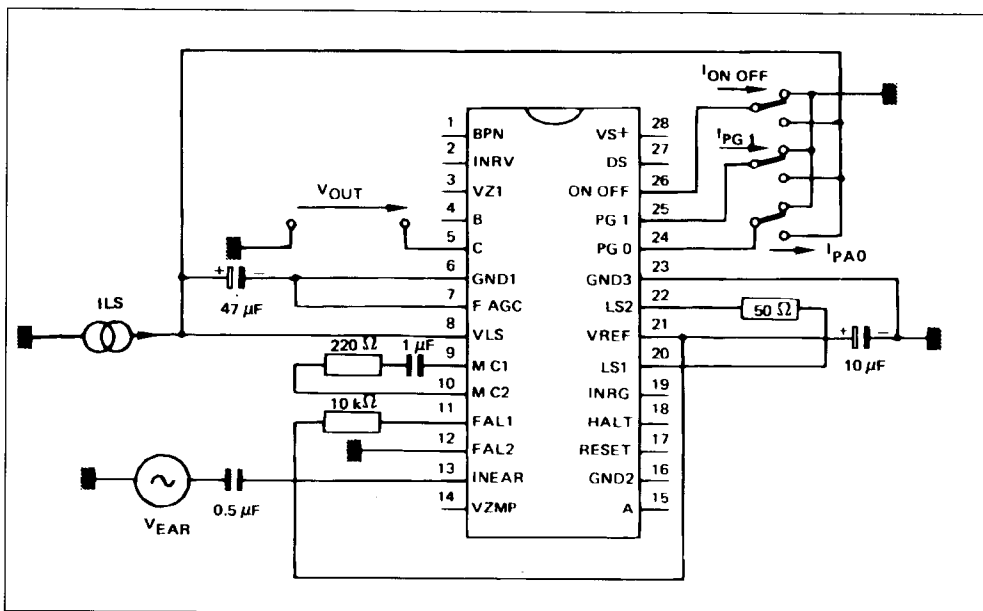 I ON OFF
I PG 1
I PA0
V OUT
1 BPN
2 INRV
3 VZ1
4 B
5 C
6 GND1
7 F AGC
8 VLS
9 MC1
10 MC2
11 FAL1
12 FAL2
13 INEAR
14 VZMP
28 VS+
27 DS
26 ON OFF
25 PG 1
24 PG 0
23 GND3
22 LS2
21 VREF
20 LS1
19 INRG
18 HALT
17 RESET
16 GND2
15 A
+ −
47 µF
ILS
220 Ω
1 µF
10 kΩ
0.5 µF
V EAR
50 Ω
+ −
10 µF